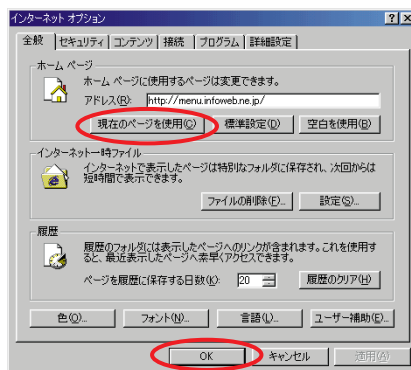 インターネット オプション
全般 セキュリティ コンテンツ 接続 プログラム 詳細設定
ホーム ページ
ホーム ページに使用するページは変更できます。
アドレス(R): http://menu.infoweb.ne.jp/
現在のページを使用(C) 標準設定(D) 空白を使用(B)
インターネット一時ファイル
インターネットで表示したページは特別なフォルダに保存され、次回からは
短時間で表示できます。
ファイルの削除(F)... 設定(S)...
履歴
履歴のフォルダには表示したページへのリンクが含まれます。これを使用す
ると、最近表示したページへ素早くアクセスできます。
ページを履歴に保存する日数(K): 20 履歴のクリア(H)
色(O)... フォント(N)... 言語(L)... ユーザー補助(E)...
OK キャンセル 適用(A)